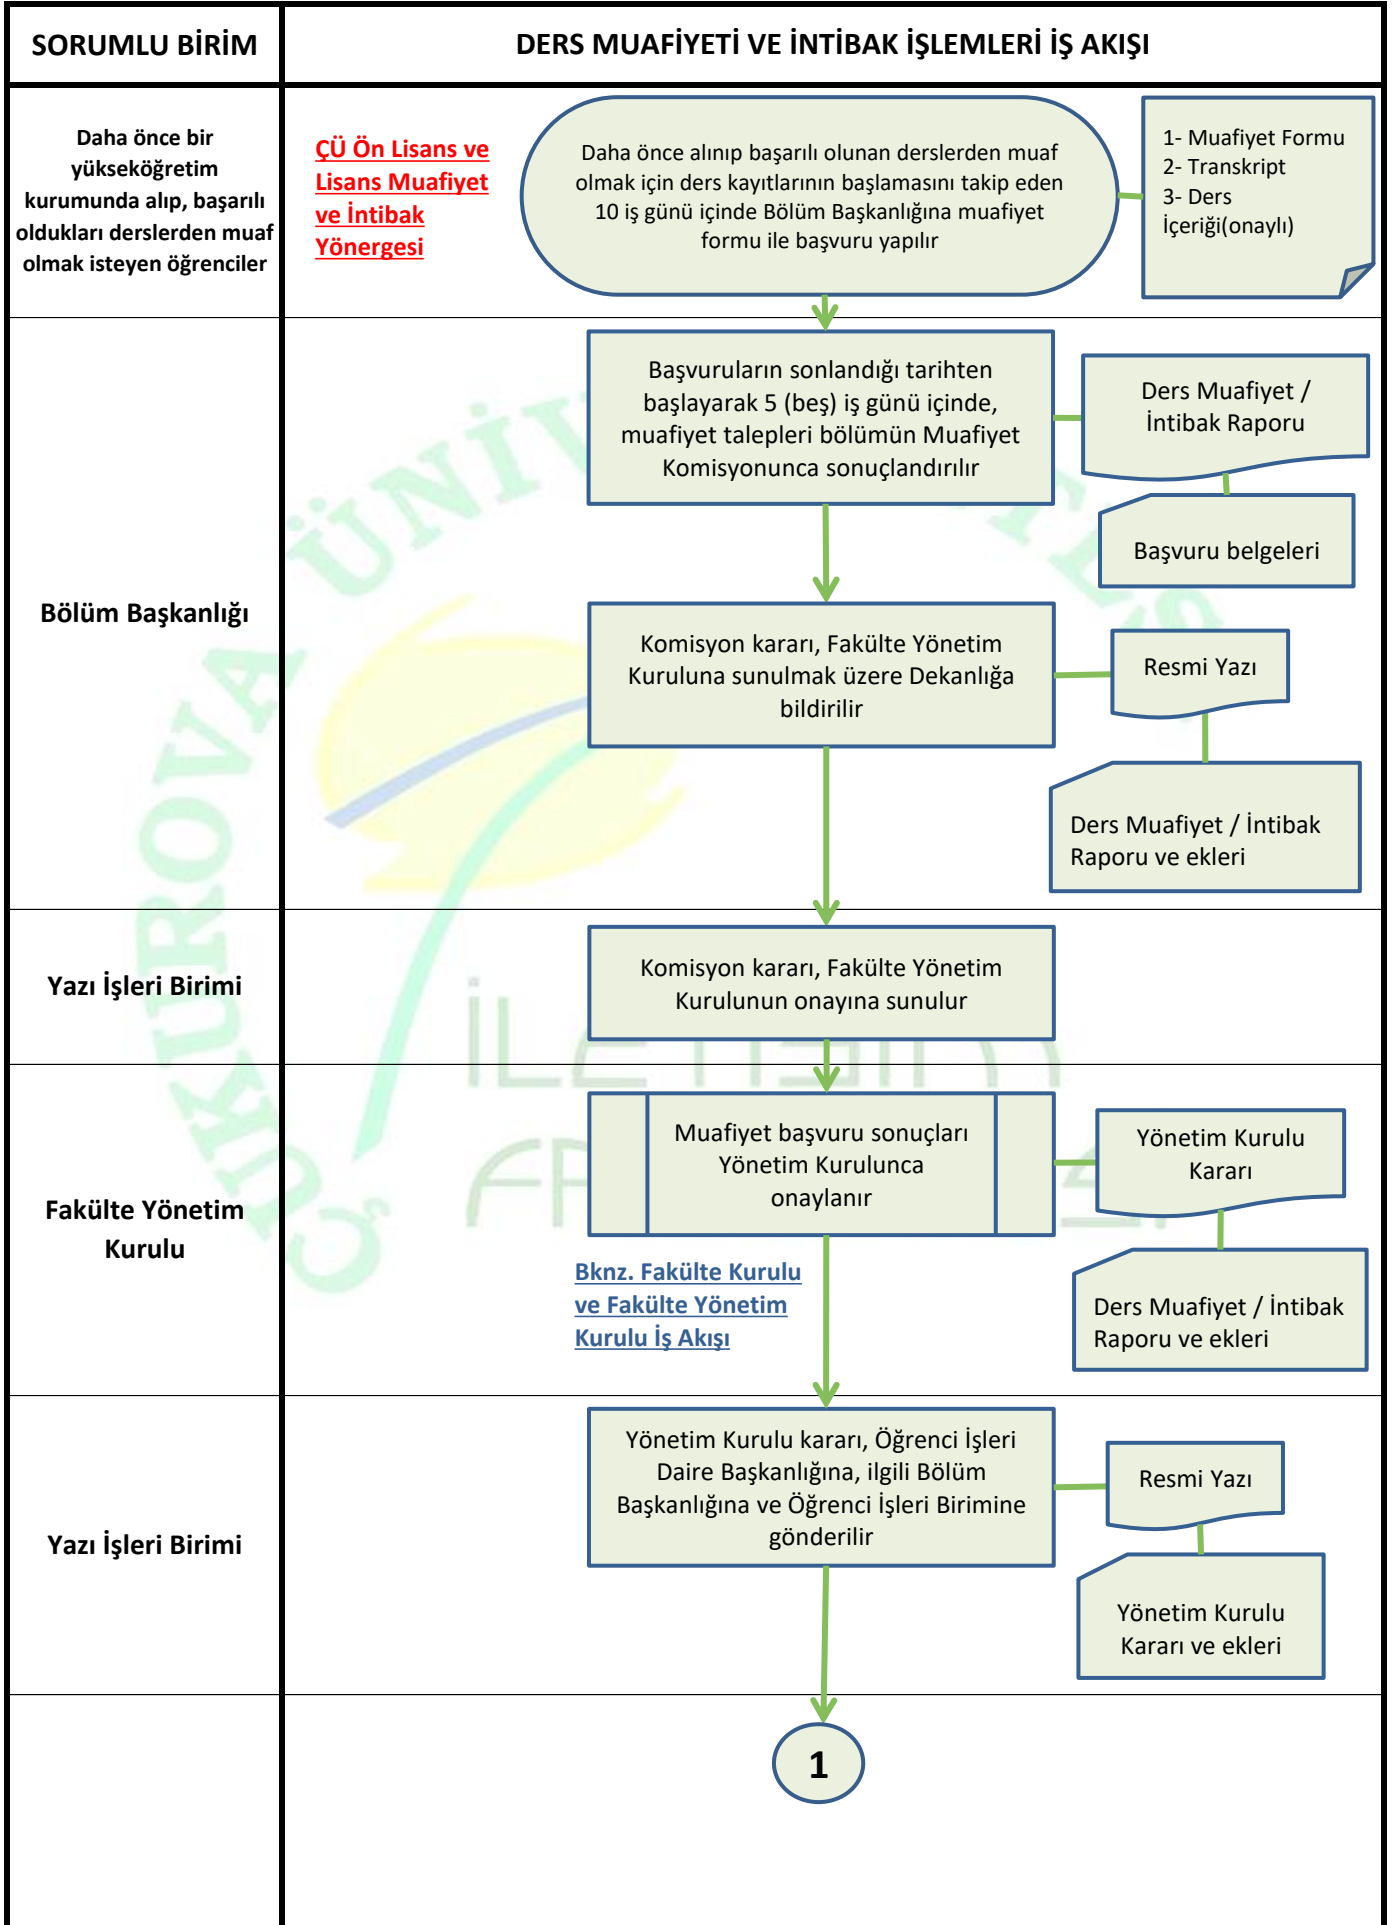 SORUMLU BİRİM
DERS MUAFİYETİ VE İNTİBAK İŞLEMLERİ İŞ AKIŞI
Daha önce bir
yükseköğretim
kurumunda alıp, başarılı
oldukları derslerden muaf
olmak isteyen öğrenciler
ÇÜ Ön Lisans ve
Lisans Muafiyet
ve İntibak
Yönergesi
Daha önce alınıp başarılı olunan derslerden muaf
olmak için ders kayıtlarının başlamasını takip eden
10 iş günü içinde Bölüm Başkanlığına muafiyet
formu ile başvuru yapılır
1- Muafiyet Formu
2- Transkript
3- Ders
İçeriği(onaylı)
Bölüm Başkanlığı
Başvuruların sonlandığı tarihten
başlayarak 5 (beş) iş günü içinde,
muafiyet talepleri bölümün Muafiyet
Komisyonunca sonuçlandırılır
Ders Muafiyet /
İntibak Raporu
Başvuru belgeleri
Komisyon kararı, Fakülte Yönetim
Kuruluna sunulmak üzere Dekanlığa
bildirilir
Resmi Yazı
Ders Muafiyet / İntibak
Raporu ve ekleri
Yazı İşleri Birimi
Komisyon kararı, Fakülte Yönetim
Kurulunun onayına sunulur
Fakülte Yönetim
Kurulu
Muafiyet başvuru sonuçları
Yönetim Kurulunca
onaylanır
Yönetim Kurulu
Kararı
Bknz. Fakülte Kurulu
ve Fakülte Yönetim
Kurulu İş Akışı
Ders Muafiyet / İntibak
Raporu ve ekleri
Yazı İşleri Birimi
Yönetim Kurulu kararı, Öğrenci İşleri
Daire Başkanlığına, ilgili Bölüm
Başkanlığına ve Öğrenci İşleri Birimine
gönderilir
Resmi Yazı
Yönetim Kurulu
Kararı ve ekleri
1